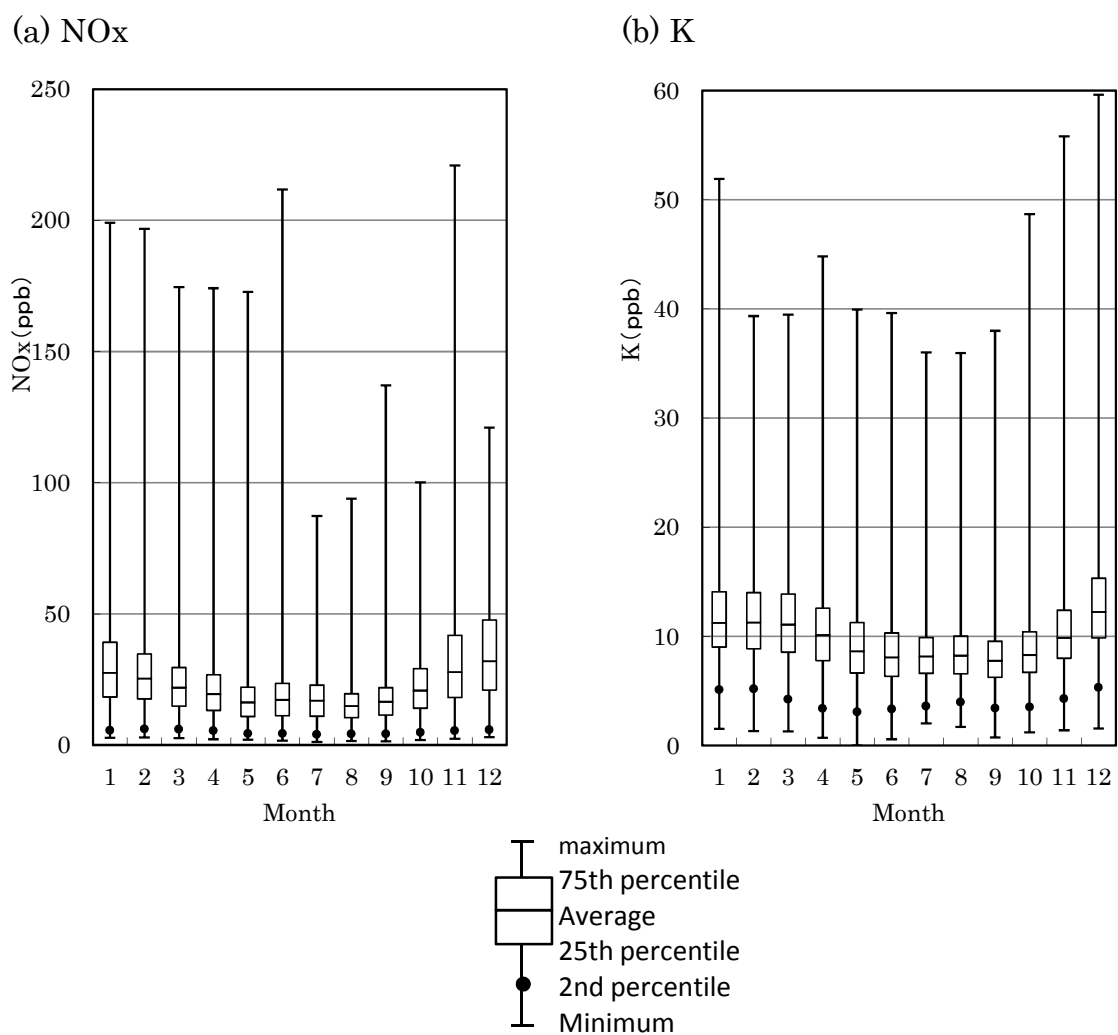 (a) NOx
250
200
150
100
50
0
NOx(ppb)
1 2 3 4 5 6 7 8 9 10 11 12
Month
(b) K
60
50
40
30
20
10
0
K(ppb)
1 2 3 4 5 6 7 8 9 10 11 12
Month
maximum
75th percentile
Average
25th percentile
2nd percentile
Minimum